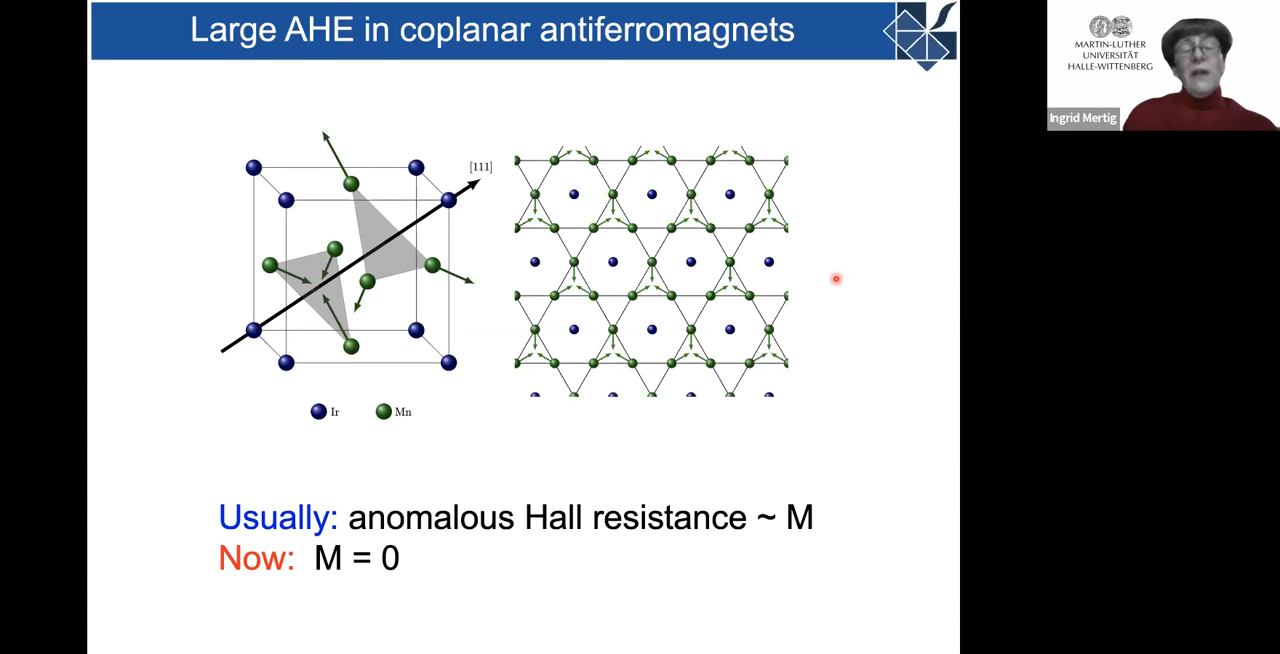 Large AHE in coplanar antiferromagnets
MARTIN-LUTHER
UNIVERSITÄT
HALLE-WITTENBERG
Ingrid Mertig
[111]
Ir
Mn
Usually: anomalous Hall resistance ~ M
Now: M = 0